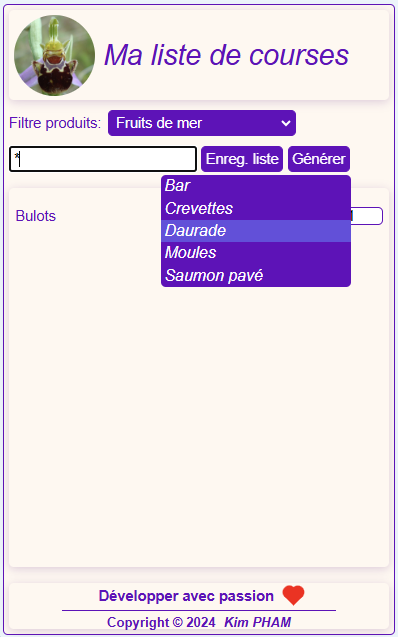 Ma liste de courses
Filtre produits: Fruits de mer
* Enreg. liste Générer
Bar
Bulots
Crevettes
Daurade
Moules
Saumon pavé
Développer avec passion
Copyright © 2024 Kim PHAM